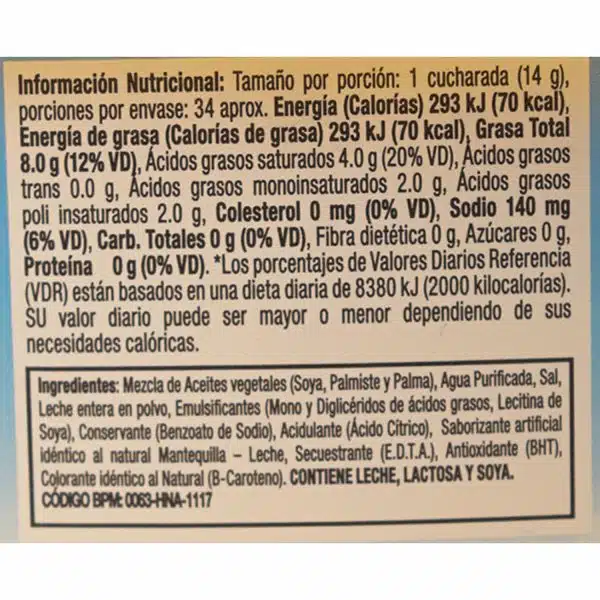 Información Nutricional: Tamaño por porción: 1 cucharada (14 g),
porciones por envase: 34 aprox. Energía (Calorías) 293 kJ (70 kcal),
Energía de grasa (Calorías de grasa) 293 kJ (70 kcal), Grasa Total
8.0 g (12% VD), Ácidos grasos saturados 4.0 g (20% VD), Ácidos grasos
trans 0.0 g, Ácidos grasos monoinsaturados 2.0 g, Ácidos grasos
poli insaturados 2.0 g, Colesterol 0 mg (0% VD), Sodio 140 mg
(6% VD), Carb. Totales 0 g (0% VD), Fibra dietética 0 g, Azúcares 0 g,
Proteína 0 g (0% VD). *Los porcentajes de Valores Diarios Referencia
(VDR) están basados en una dieta diaria de 8380 kJ (2000 kilocalorías).
SU valor diario puede ser mayor o menor dependiendo de sus
necesidades calóricas.
Ingredientes: Mezcla de Aceites vegetales (Soya, Palmiste y Palma), Agua Purificada, Sal,
Leche entera en polvo, Emulsificantes (Mono y Diglicéridos de ácidos grasos, Lecitina de
Soya), Conservante (Benzoato de Sodio), Acidulante (Ácido Cítrico), Saborizante artificial
idéntico al natural Mantequilla – Leche, Secuestrante (E.D.T.A.), Antioxidante (BHT),
Colorante idéntico al Natural (B-Caroteno). CONTIENE LECHE, LACTOSA Y SOYA.
CÓDIGO BPM: 0063-HNA-1117